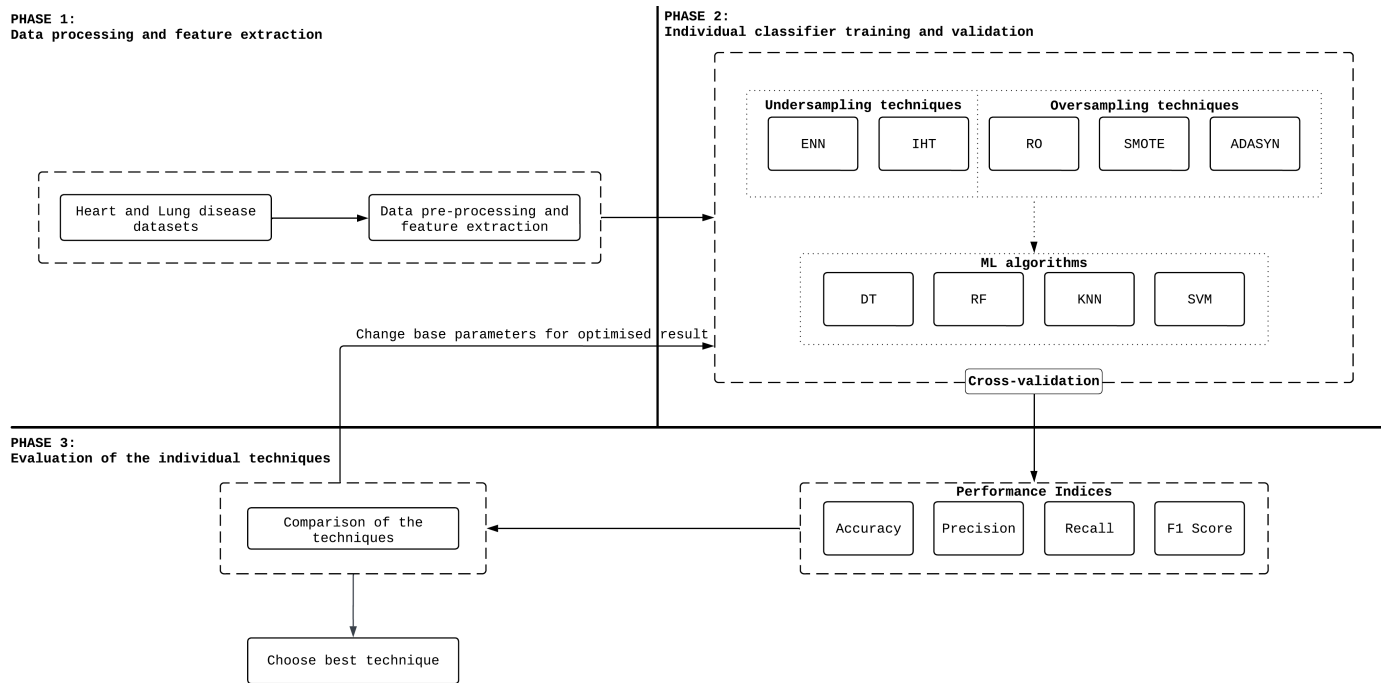 PHASE 1:
Data processing and feature extraction
Heart and Lung disease
datasets
Data pre-processing and
feature extraction
PHASE 2:
Individual classifier training and validation
Undersampling techniques
Oversampling techniques
ENN
IHT
RO
SMOTE
ADASYN
ML algorithms
DT
RF
KNN
SVM
Change base parameters for optimised result
Cross-validation
PHASE 3:
Evaluation of the individual techniques
Performance Indices
Accuracy
Precision
Recall
F1 Score
Comparison of the
techniques
Choose best technique